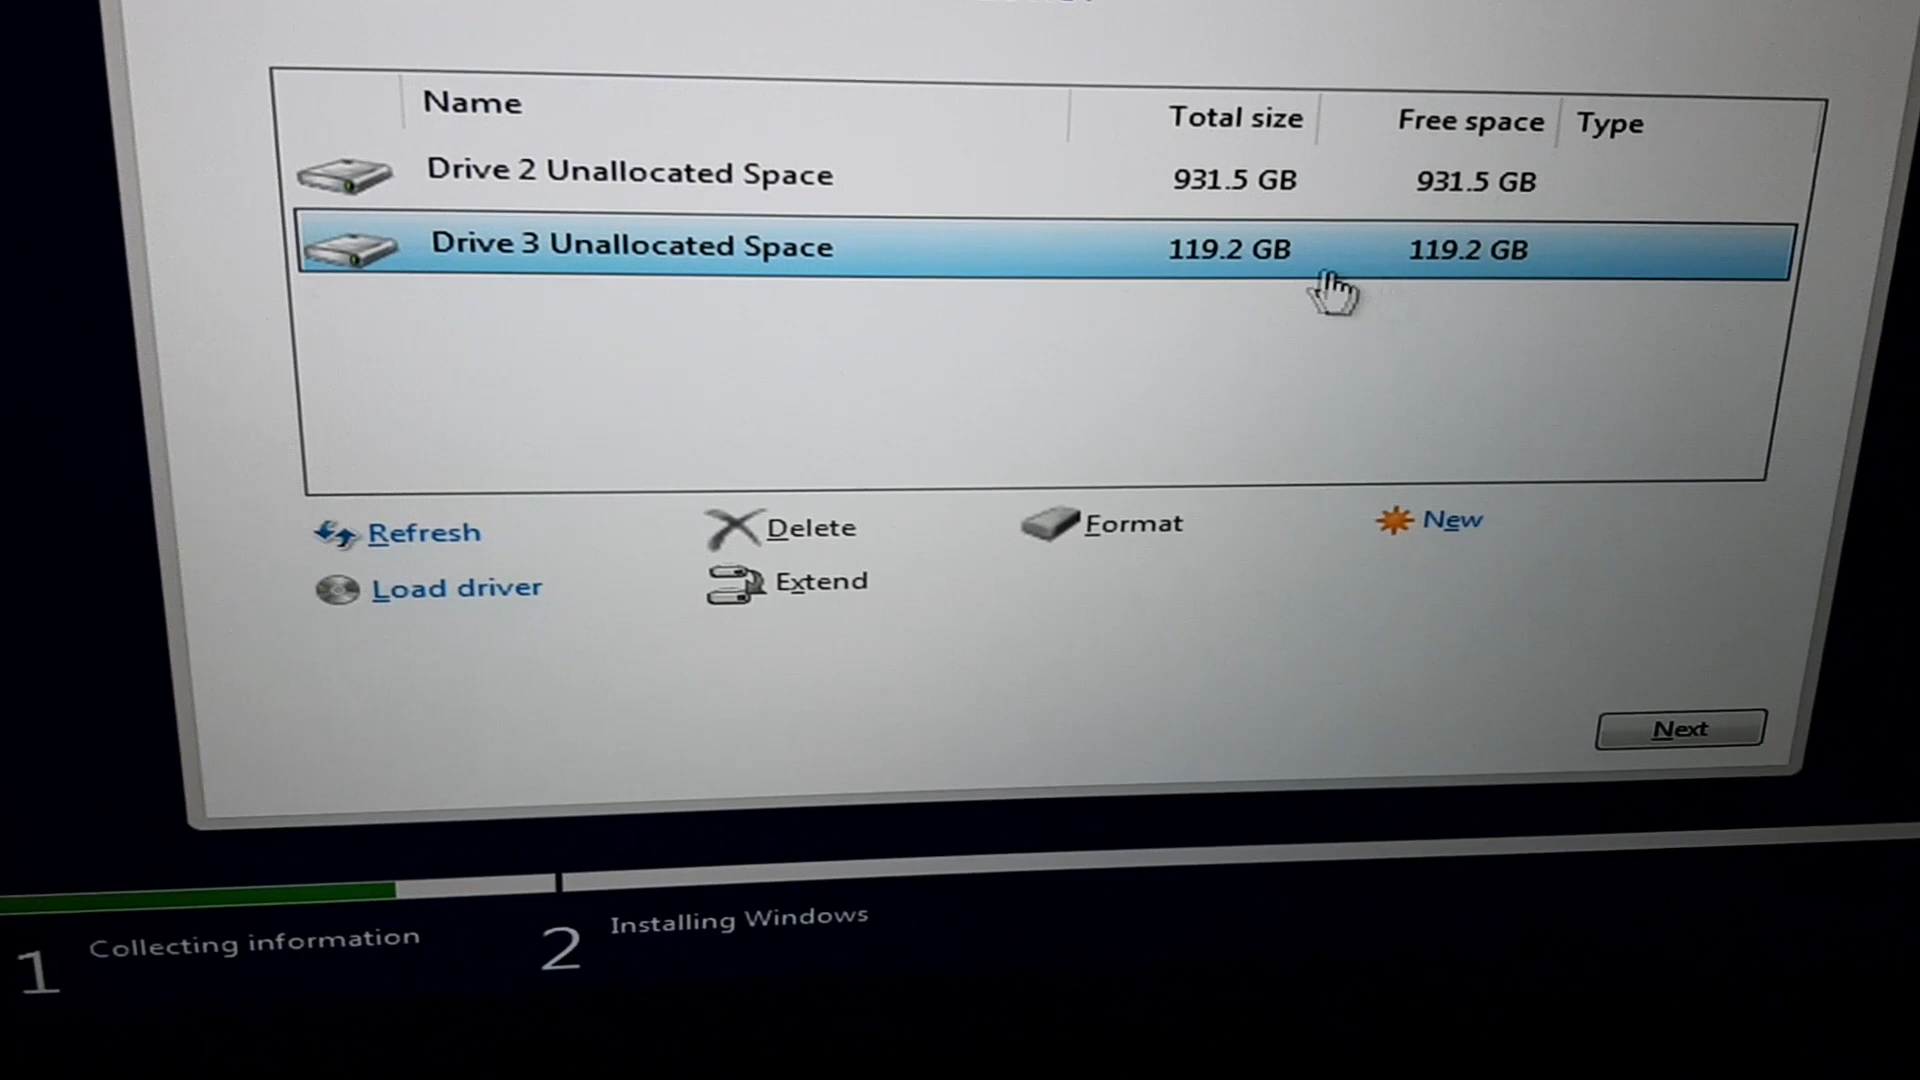 Name Total size Free space Type
Drive 2 Unallocated Space 931.5 GB 931.5 GB
Drive 3 Unallocated Space 119.2 GB 119.2 GB
Refresh Delete Format New
Load driver Extend
Next
1 Collecting information 2 Installing Windows